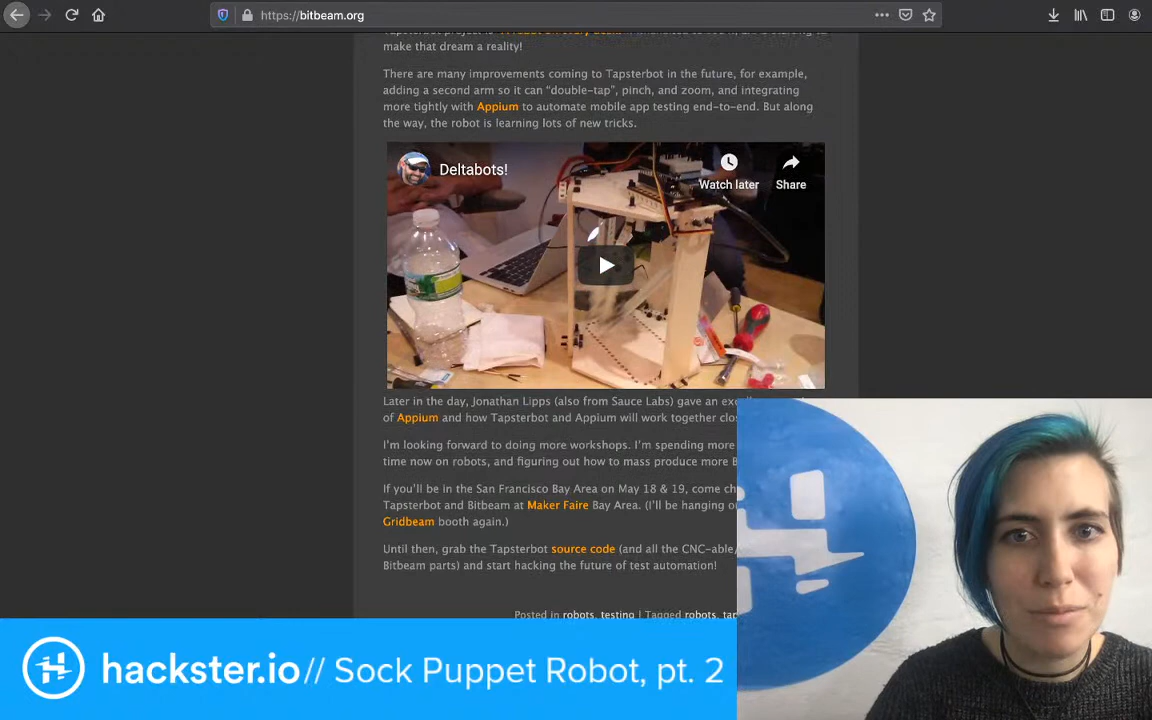 https://bitbeam.org
make that dream a reality!
There are many improvements coming to Tapsterbot in the future, for example,
adding a second arm so it can “double-tap”, pinch, and zoom, and integrating
more tightly with Appium to automate mobile app testing end-to-end. But along
the way, the robot is learning lots of new tricks.
Deltabots!
Watch later
Share
Later in the day, Jonathan Lipps (also from Sauce Labs) gave an
of Appium and how Tapsterbot and Appium will work together
I’m looking forward to doing more workshops. I’m spending more
time now on robots, and figuring out how to mass produce more
If you’ll be in the San Francisco Bay Area on May 18 & 19, come
Tapsterbot and Bitbeam at Maker Faire Bay Area. (I’ll be hanging
Gridbeam booth again.)
Until then, grab the Tapsterbot source code (and all the CNC-able/
Bitbeam parts) and start hacking the future of test automation!
Posted in robots, testing | Tagged robots,
hackster.io // Sock Puppet Robot, pt. 2